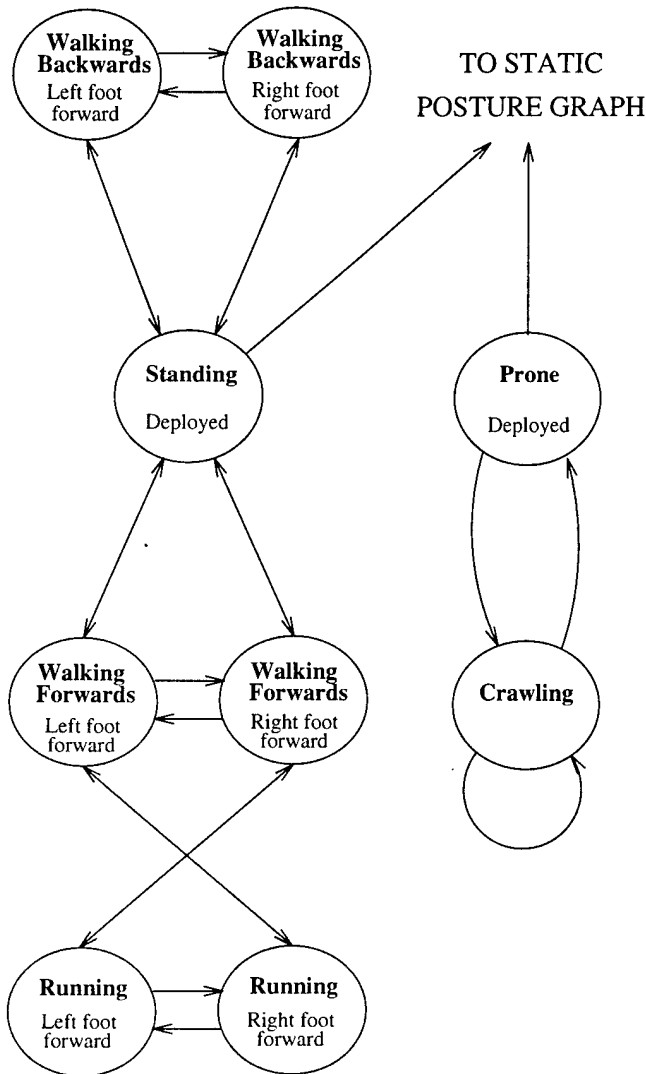 Walking
Backwards
Left foot
forward
Walking
Backwards
Right foot
forward
TO STATIC
POSTURE GRAPH
Standing
Deployed
Prone
Deployed
Walking
Forwards
Left foot
forward
Walking
Forwards
Right foot
forward
Crawling
Running
Left foot
forward
Running
Right foot
forward